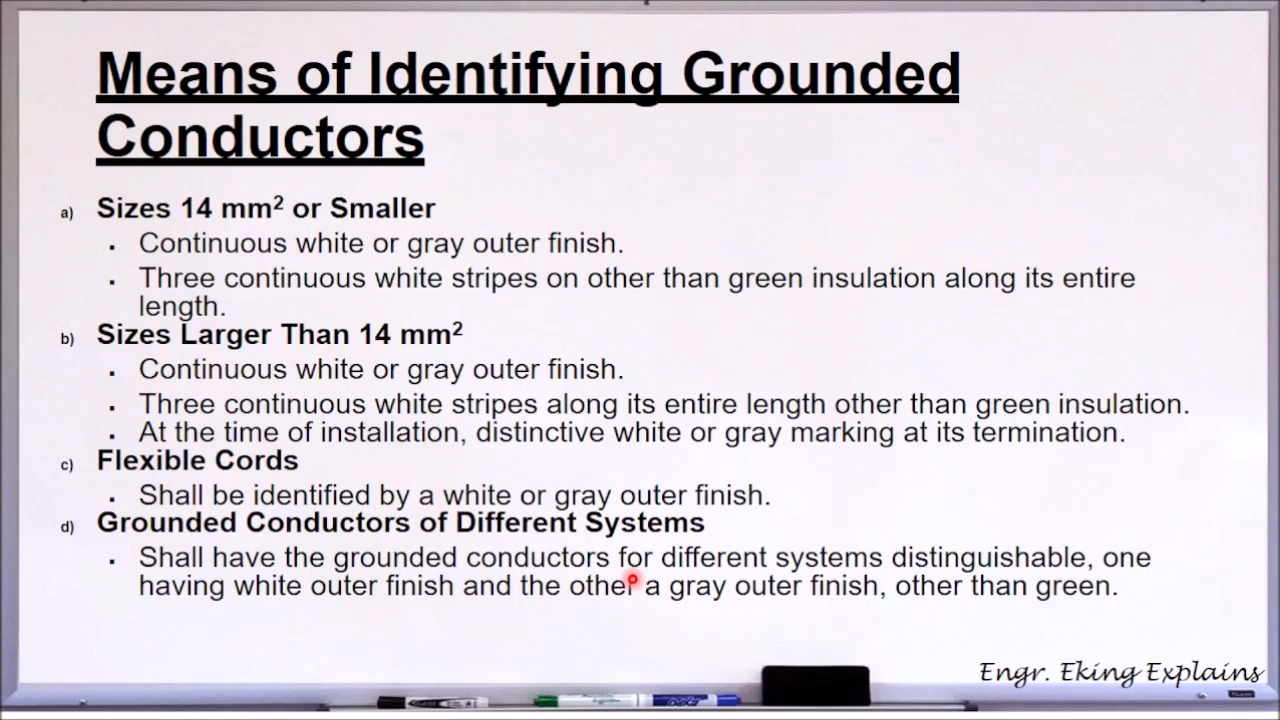 Means of Identifying Grounded
Conductors
a) Sizes 14 mm² or Smaller
▪ Continuous white or gray outer finish.
▪ Three continuous white stripes on other than green insulation along its entire
length.
b) Sizes Larger Than 14 mm²
▪ Continuous white or gray outer finish.
▪ Three continuous white stripes along its entire length other than green insulation.
▪ At the time of installation, distinctive white or gray marking at its termination.
c) Flexible Cords
▪ Shall be identified by a white or gray outer finish.
d) Grounded Conductors of Different Systems
▪ Shall have the grounded conductors for different systems distinguishable, one
having white outer finish and the other a gray outer finish, other than green.
Engr. Eking Explains